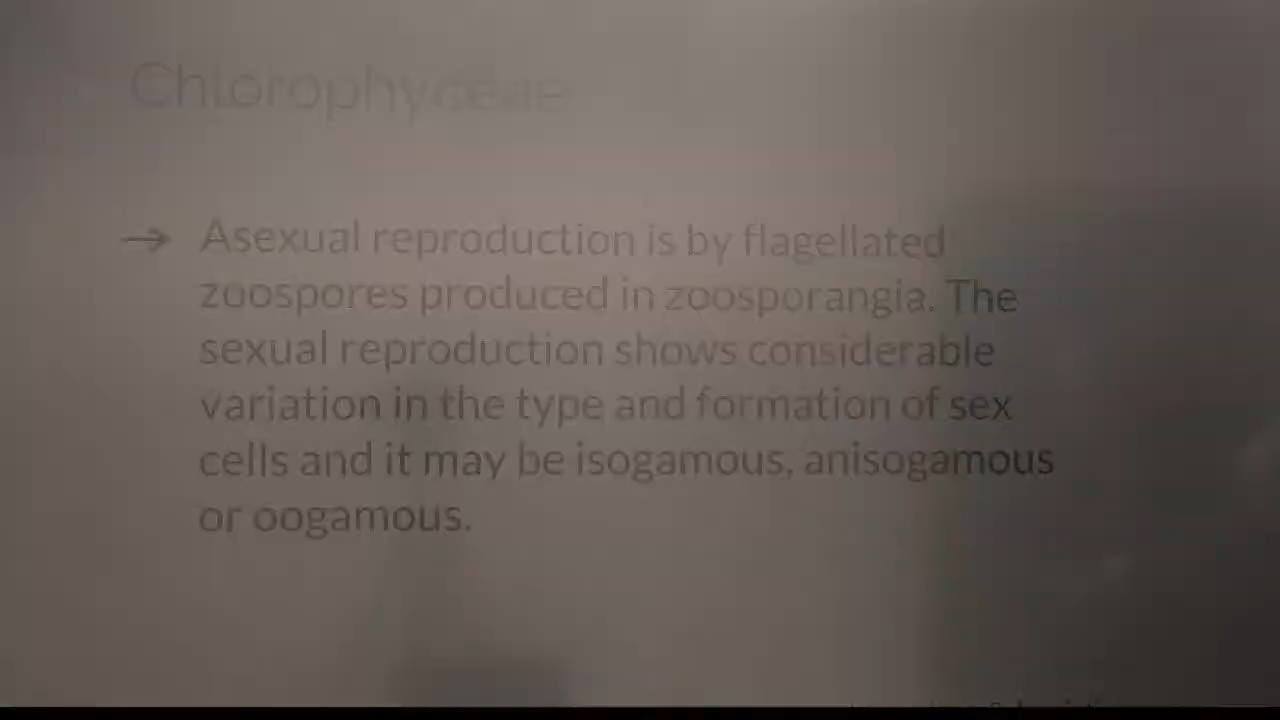 Chlorophyceae
→ Asexual reproduction is by flagellated
zoospores produced in zoosporangia. The
sexual reproduction shows considerable
variation in the type and formation of sex
cells and it may be isogamous, anisogamous
or oogamous.